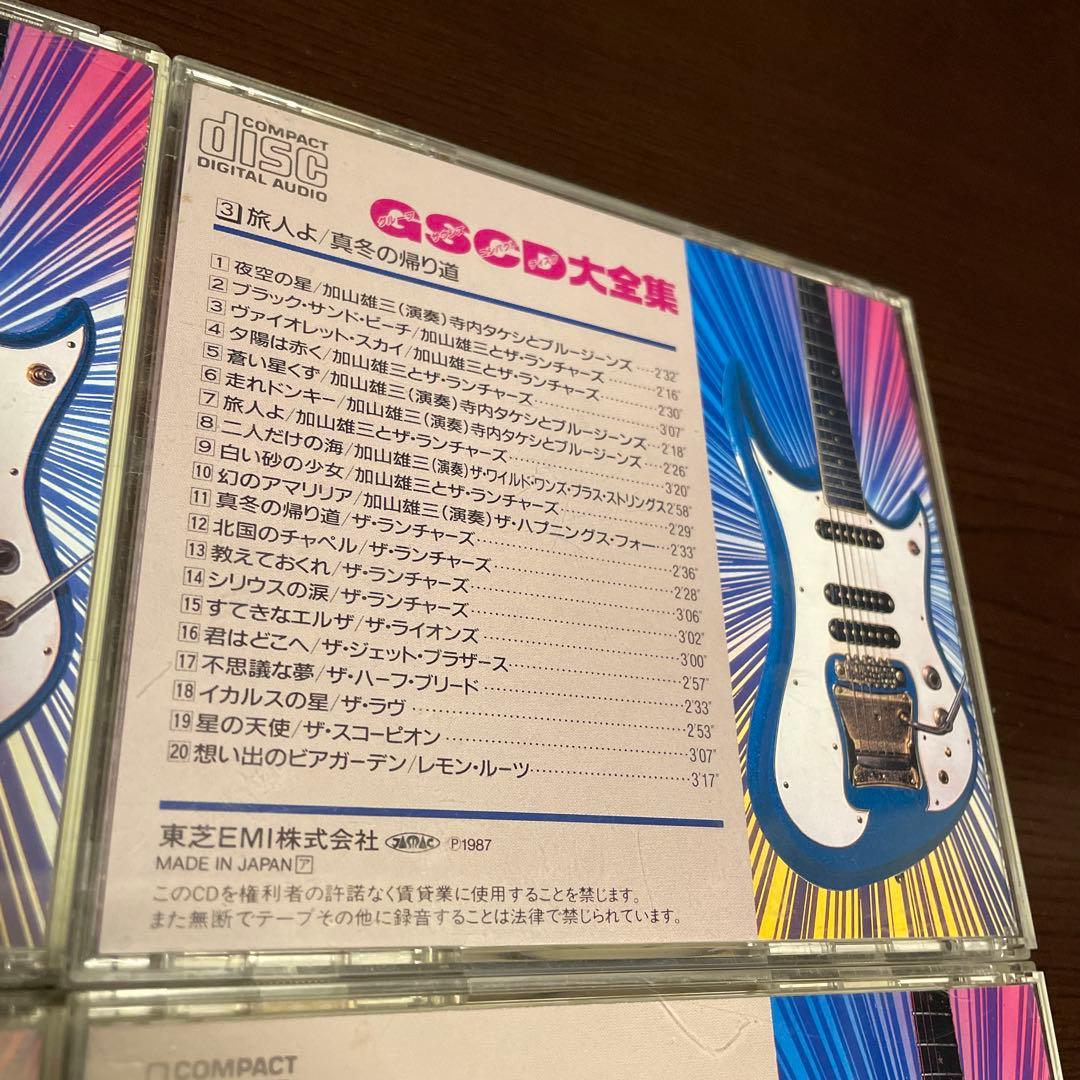 COMPACT
disc
DIGITAL AUDIO
GSCD大全集
グループ サウンズ コンパクト ディスク
3 旅人よ/真冬の帰り道
1 夜空の星/加山雄三(演奏)寺内タケシとブルージーンズ…2'32"
2 ブラック・サンド・ビーチ/加山雄三とザ・ランチャーズ…2'16"
3 ヴァイオレット・スカイ/加山雄三とザ・ランチャーズ…2'30"
4 夕陽は赤く/加山雄三とザ・ランチャーズ…3'07"
5 蒼い星くず/加山雄三(演奏)寺内タケシとブルージーンズ…2'18"
6 走れドンキー/加山雄三(演奏)寺内タケシとブルージーンズ…2'26"
7 旅人よ/加山雄三とザ・ランチャーズ…3'20"
8 二人だけの海/加山雄三(演奏)ザ・ワイルド・ワンズ・プラス・ストリングス2'58"
9 白い砂の少女/加山雄三とザ・ランチャーズ…2'29"
10 幻のアマリリア/加山雄三(演奏)ザ・ハプニングス・フォー…2'33"
11 真冬の帰り道/ザ・ランチャーズ…2'36"
12 北国のチャペル/ザ・ランチャーズ…2'28"
13 教えておくれ/ザ・ランチャーズ…3'06"
14 シリウスの涙/ザ・ランチャーズ…3'02"
15 すてきなエルザ/ザ・ライオンズ…3'00"
16 君はどこへ/ザ・ジェット・ブラザース…2'57"
17 不思議な夢/ザ・ハーフ・ブリード…2'33"
18 イカルスの星/ザ・ラヴ…2'53"
19 星の天使/ザ・スコーピオン…3'07"
20 想い出のビアガーデン/レモン・ルーツ…3'17"
東芝EMI株式会社 JASRAC Ⓟ1987
MADE IN JAPAN ア
このCDを権利者の許諾なく賃貸業に使用することを禁じます。
また無断でテープその他に録音することは法律で禁じられています。
COMPACT